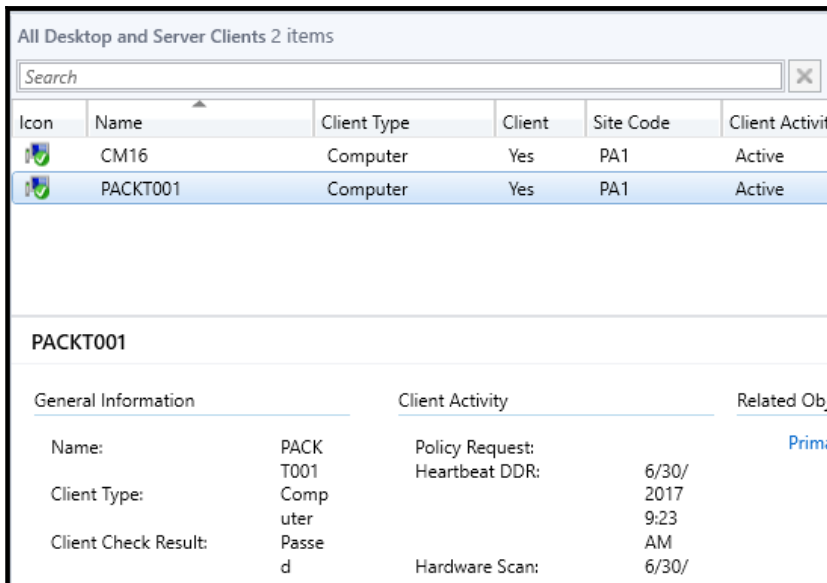 All Desktop and Server Clients 2 items
Search
Icon Name Client Type Client Site Code Client Activit
CM16 Computer Yes PA1 Active
PACKT001 Computer Yes PA1 Active
PACKT001
General Information Client Activity Related Obj
Name: PACK Policy Request: Prima
T001 Heartbeat DDR: 6/30/
Client Type: Comp 2017
uter 9:23
Client Check Result: Passe AM
d Hardware Scan: 6/30/